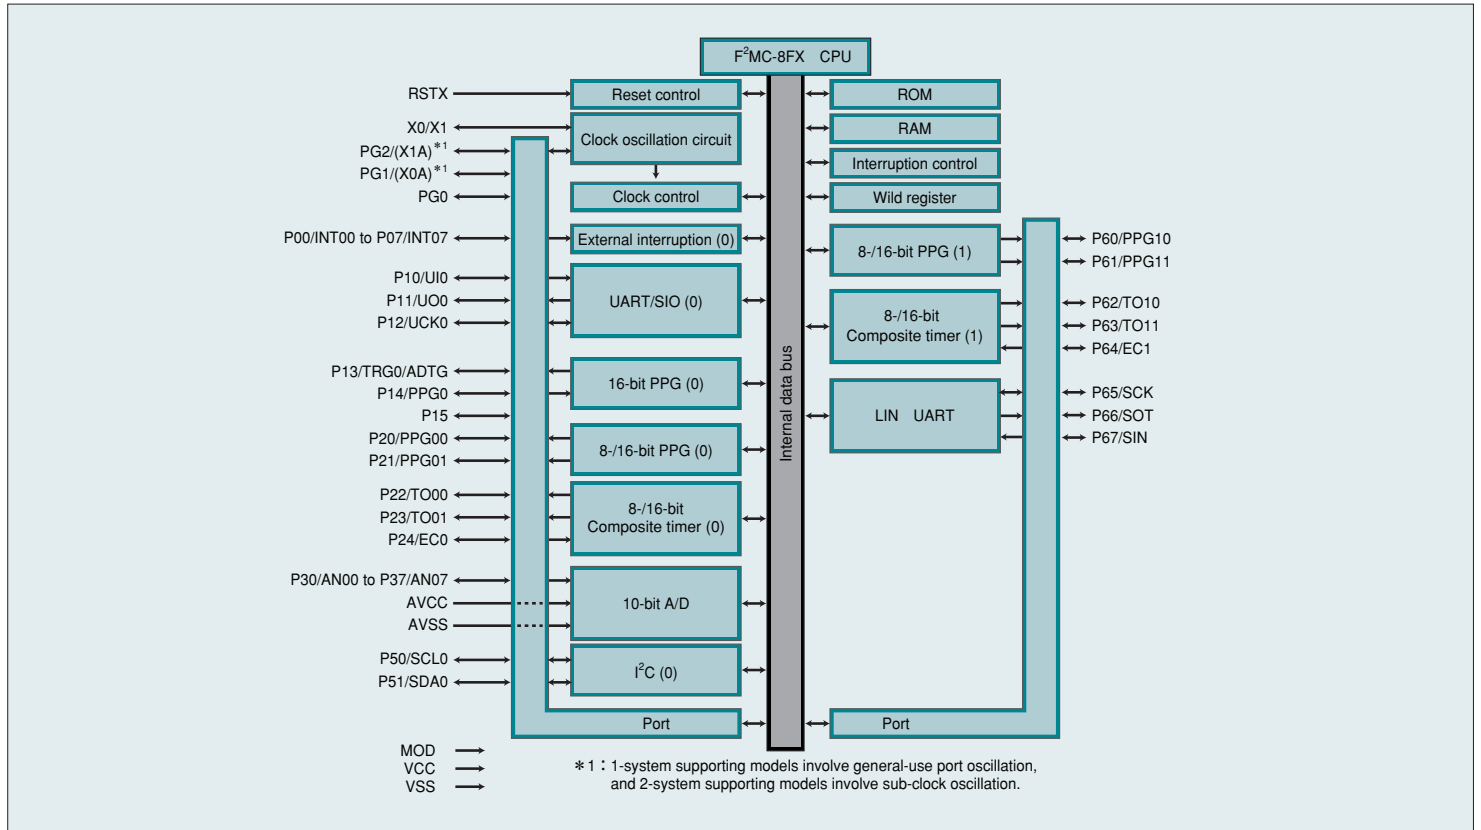 F²MC-8FX CPU
RSTX
X0/X1
PG2/(X1A)*1
PG1/(X0A)*1
PG0
P00/INT00 to P07/INT07
P10/UI0
P11/UO0
P12/UCK0
P13/TRG0/ADTG
P14/PPG0
P15
P20/PPG00
P21/PPG01
P22/TO00
P23/TO01
P24/EC0
P30/AN00 to P37/AN07
AVCC
AVSS
P50/SCL0
P51/SDA0
MOD
VCC
VSS
Reset control
Clock oscillation circuit
Clock control
External interruption (0)
UART/SIO (0)
16-bit PPG (0)
8-/16-bit PPG (0)
8-/16-bit
Composite timer (0)
10-bit A/D
I²C (0)
Port
Internal data bus
ROM
RAM
Interruption control
Wild register
8-/16-bit PPG (1)
8-/16-bit
Composite timer (1)
LIN UART
Port
P60/PPG10
P61/PPG11
P62/TO10
P63/TO11
P64/EC1
P65/SCK
P66/SOT
P67/SIN
*1 : 1-system supporting models involve general-use port oscillation,
and 2-system supporting models involve sub-clock oscillation.